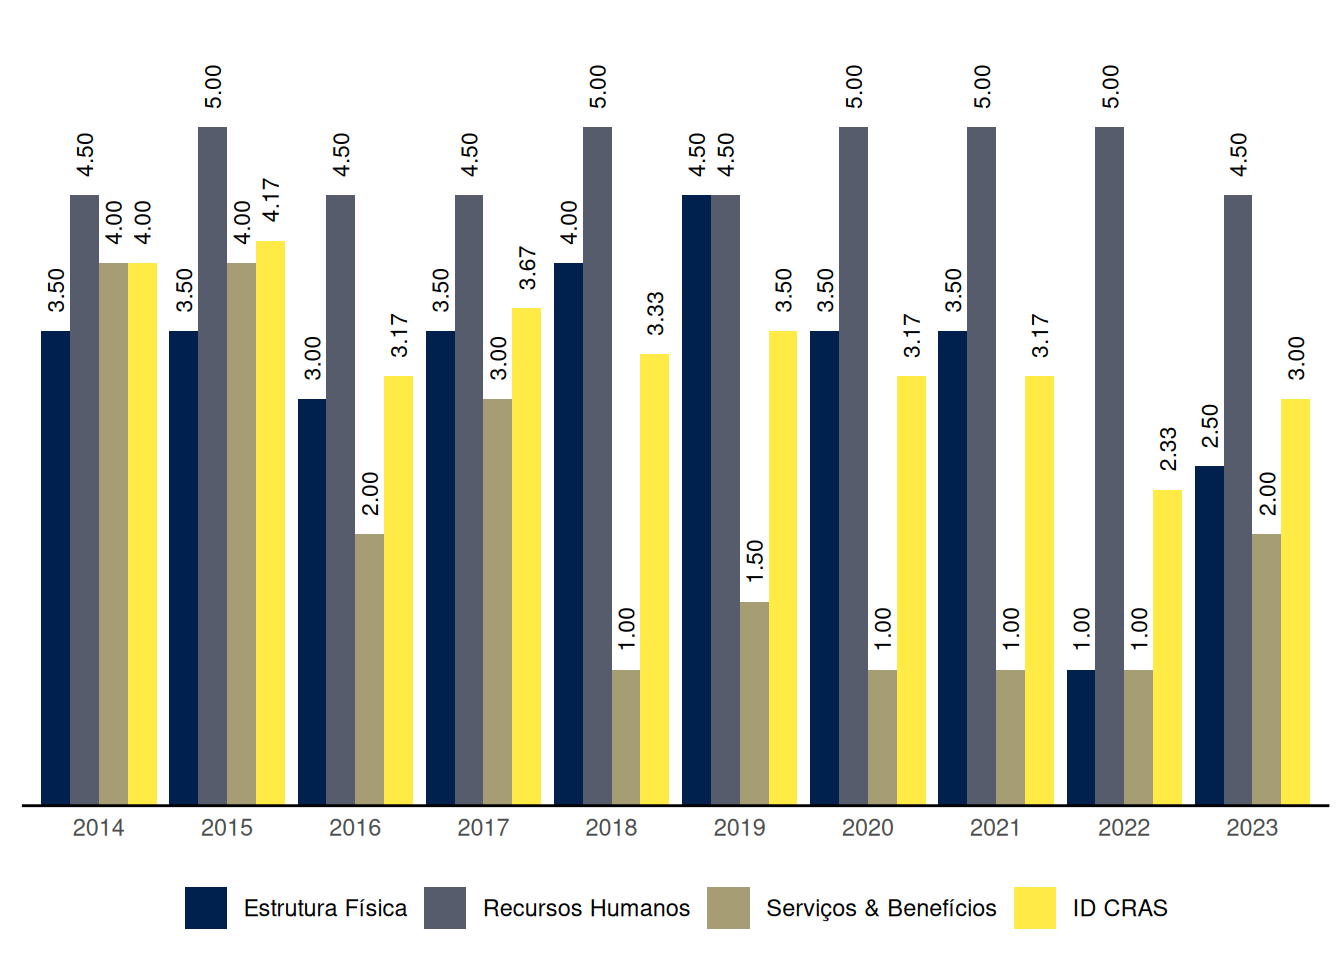 3.50 4.50 4.00 4.00
3.50 5.00 4.00 4.17
3.00 4.50 2.00 3.17
3.50 4.50 3.00 3.67
4.00 5.00 1.00 3.33
4.50 4.50 1.50 3.50
3.50 5.00 1.00 3.17
3.50 5.00 1.00 3.17
1.00 5.00 1.00 2.33
2.50 4.50 2.00 3.00
2014 2015 2016 2017 2018 2019 2020 2021 2022 2023
Estrutura Física Recursos Humanos Serviços & Benefícios ID CRAS